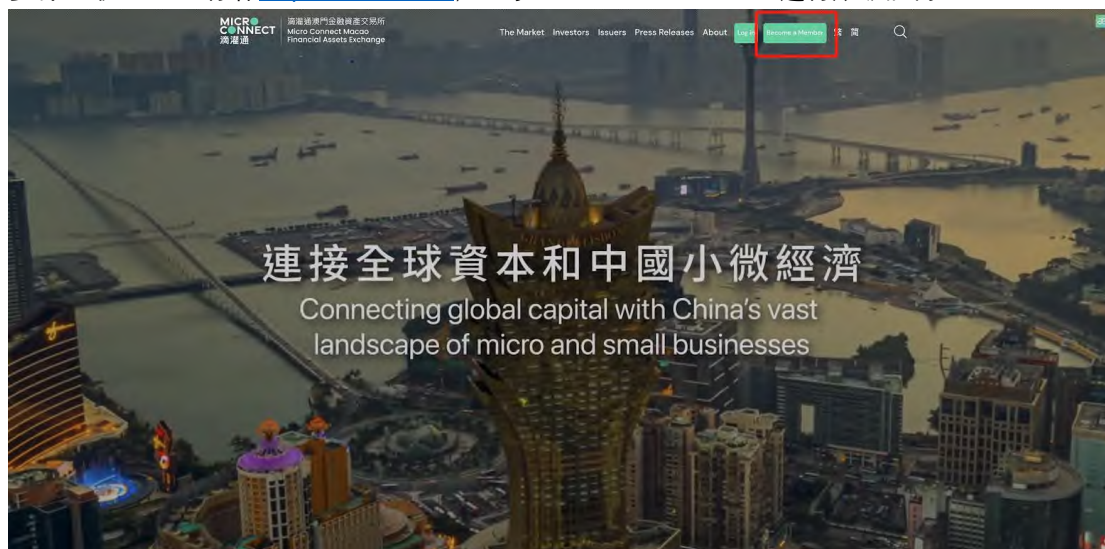 MICRO
CONNECT
滴灌通
滴灌通澳門金融資產交易所
Micro Connect Macao
Financial Assets Exchange
The Market Investors Issuers Press Releases About Log in Become a Member 繁 簡
連接全球資本和中國小微經濟
Connecting global capital with China's vast
landscape of micro and small businesses